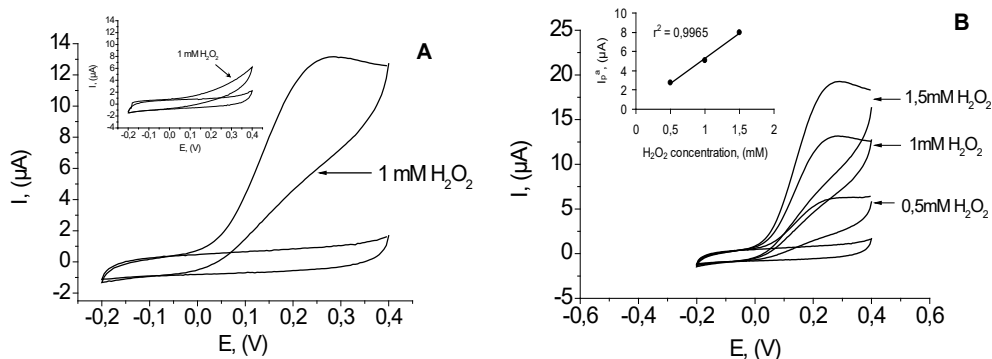 A
14
12
10
8
6
4
2
0
-2
-0,2 -0,1 0,0 0,1 0,2 0,3 0,4
E, (V)
I, (µA)
1 mM H₂O₂
14
12
10
8
6
4
2
0
-2
-4
-0,2 -0,1 0,0 0,1 0,2 0,3 0,4
E, (V)
I, (µA)
1 mM H₂O₂
B
25
20
15
10
5
0
-5
-0,6 -0,4 -0,2 0,0 0,2 0,4 0,6
E, (V)
I, (µA)
1,5mM H₂O₂
1mM H₂O₂
0,5mM H₂O₂
10
8
6
4
2
0
0 0,5 1 1,5 2
H₂O₂ concentration, (mM)
Iₚᵃ, (µA)
r² = 0,9965